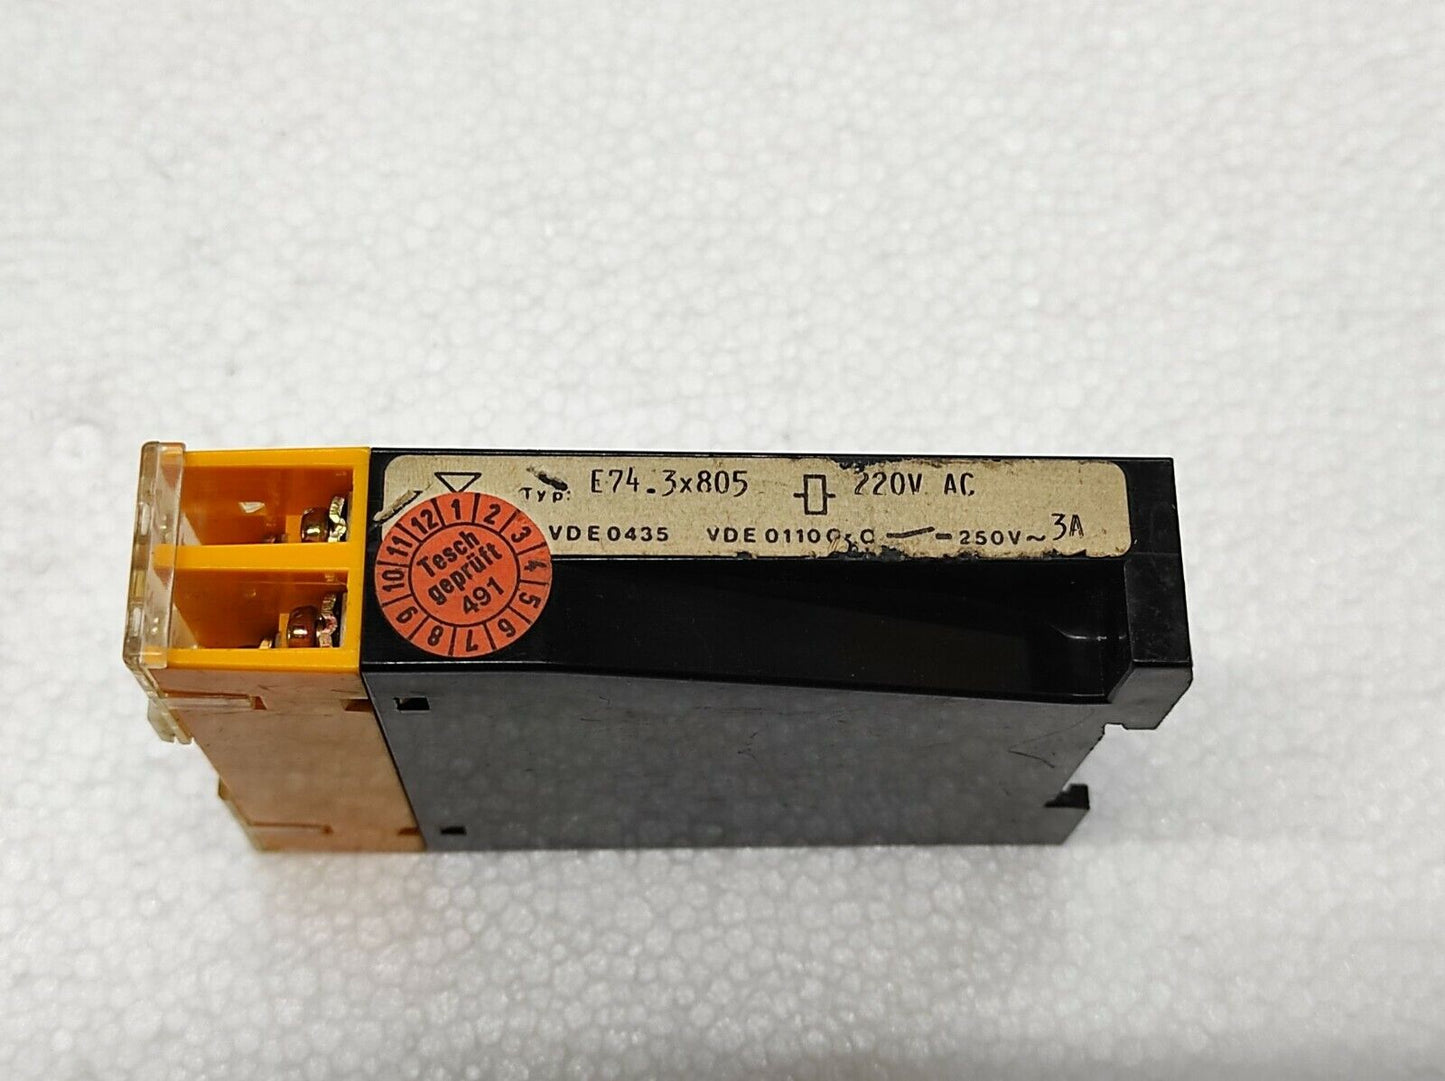 Typ: E74.3x805 220V AC
VDE 0435 VDE 0110 250V~ 3A
1 2 3 4 5 6 7 8 9 10 11 12
Tesch
geprüft
491